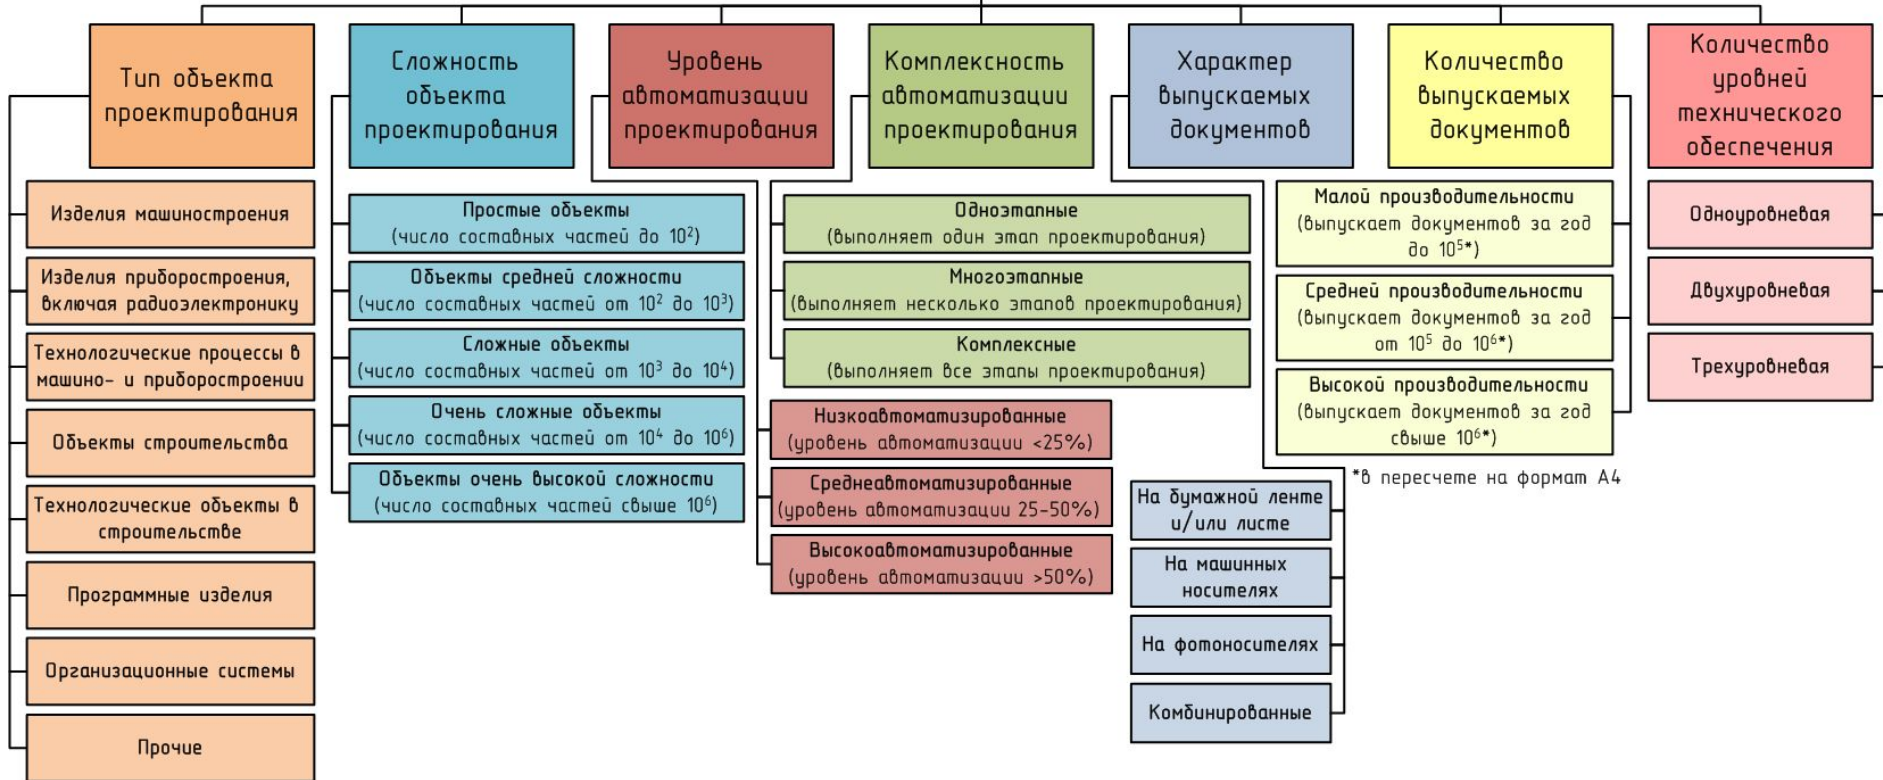 Тип объекта
проектирования
Изделия машиностроения
Изделия приборостроения,
включая радиоэлектронику
Технологические процессы в
машино- и приборостроении
Объекты строительства
Технологические объекты в
строительстве
Программные изделия
Организационные системы
Прочие
Сложность
объекта
проектирования
Простые объекты
(число составных частей до 10²)
Объекты средней сложности
(число составных частей от 10² до 10³)
Сложные объекты
(число составных частей от 10³ до 10⁴)
Очень сложные объекты
(число составных частей от 10⁴ до 10⁶)
Объекты очень высокой сложности
(число составных частей свыше 10⁶)
Уровень
автоматизации
проектирования
Низкоавтоматизированные
(уровень автоматизации <25%)
Среднеавтоматизированные
(уровень автоматизации 25-50%)
Высокоавтоматизированные
(уровень автоматизации >50%)
Комплексность
автоматизации
проектирования
Одноэтапные
(выполняет один этап проектирования)
Многоэтапные
(выполняет несколько этапов проектирования)
Комплексные
(выполняет все этапы проектирования)
Характер
выпускаемых
документов
На бумажной ленте
и/или листе
На машинных
носителях
На фотоносителях
Комбинированные
Количество
выпускаемых
документов
Малой производительности
(выпускает документов за год
до 10⁵*)
Средней производительности
(выпускает документов за год
от 10⁵ до 10⁶*)
Высокой производительности
(выпускает документов за год
свыше 10⁶*)
*в пересчете на формат А4
Количество
уровней
технического
обеспечения
Одноуровневая
Двухуровневая
Трехуровневая